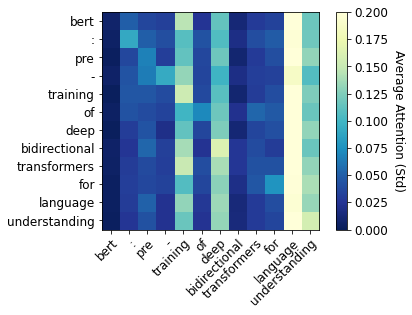 bert
:
pre
-
training
of
deep
bidirectional
transformers
for
language
understanding
bert
:
pre
-
training
of
deep
bidirectional
transformers
for
language
understanding
0.200
0.175
0.150
0.125
0.100
0.075
0.050
0.025
0.000
Average Attention (Std)